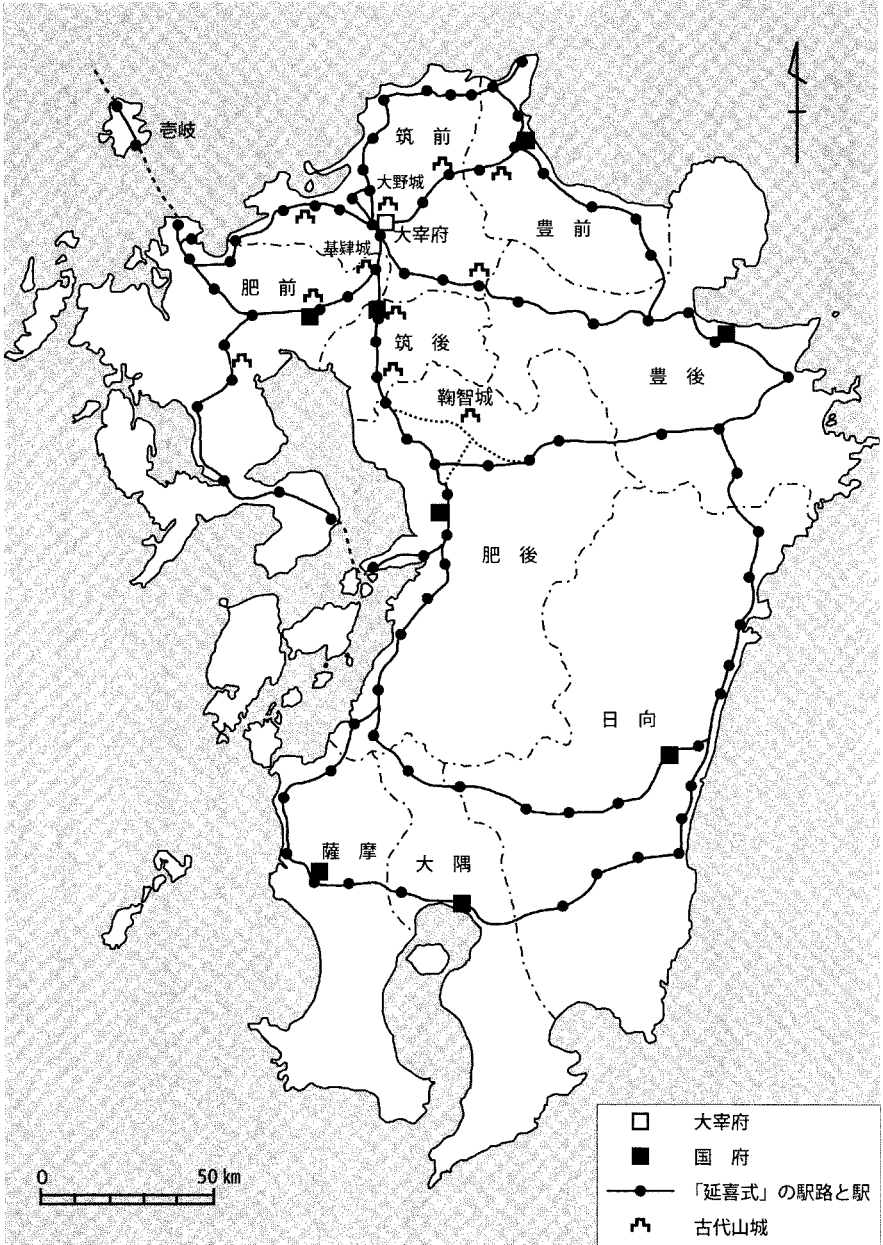 壱岐
筑前
大野城
大宰府
豊前
基肄城
肥前
筑後
豊後
鞠智城
肥後
日向
薩摩
大隅
0 50 km
大宰府
国府
「延喜式」の駅路と駅
古代山城